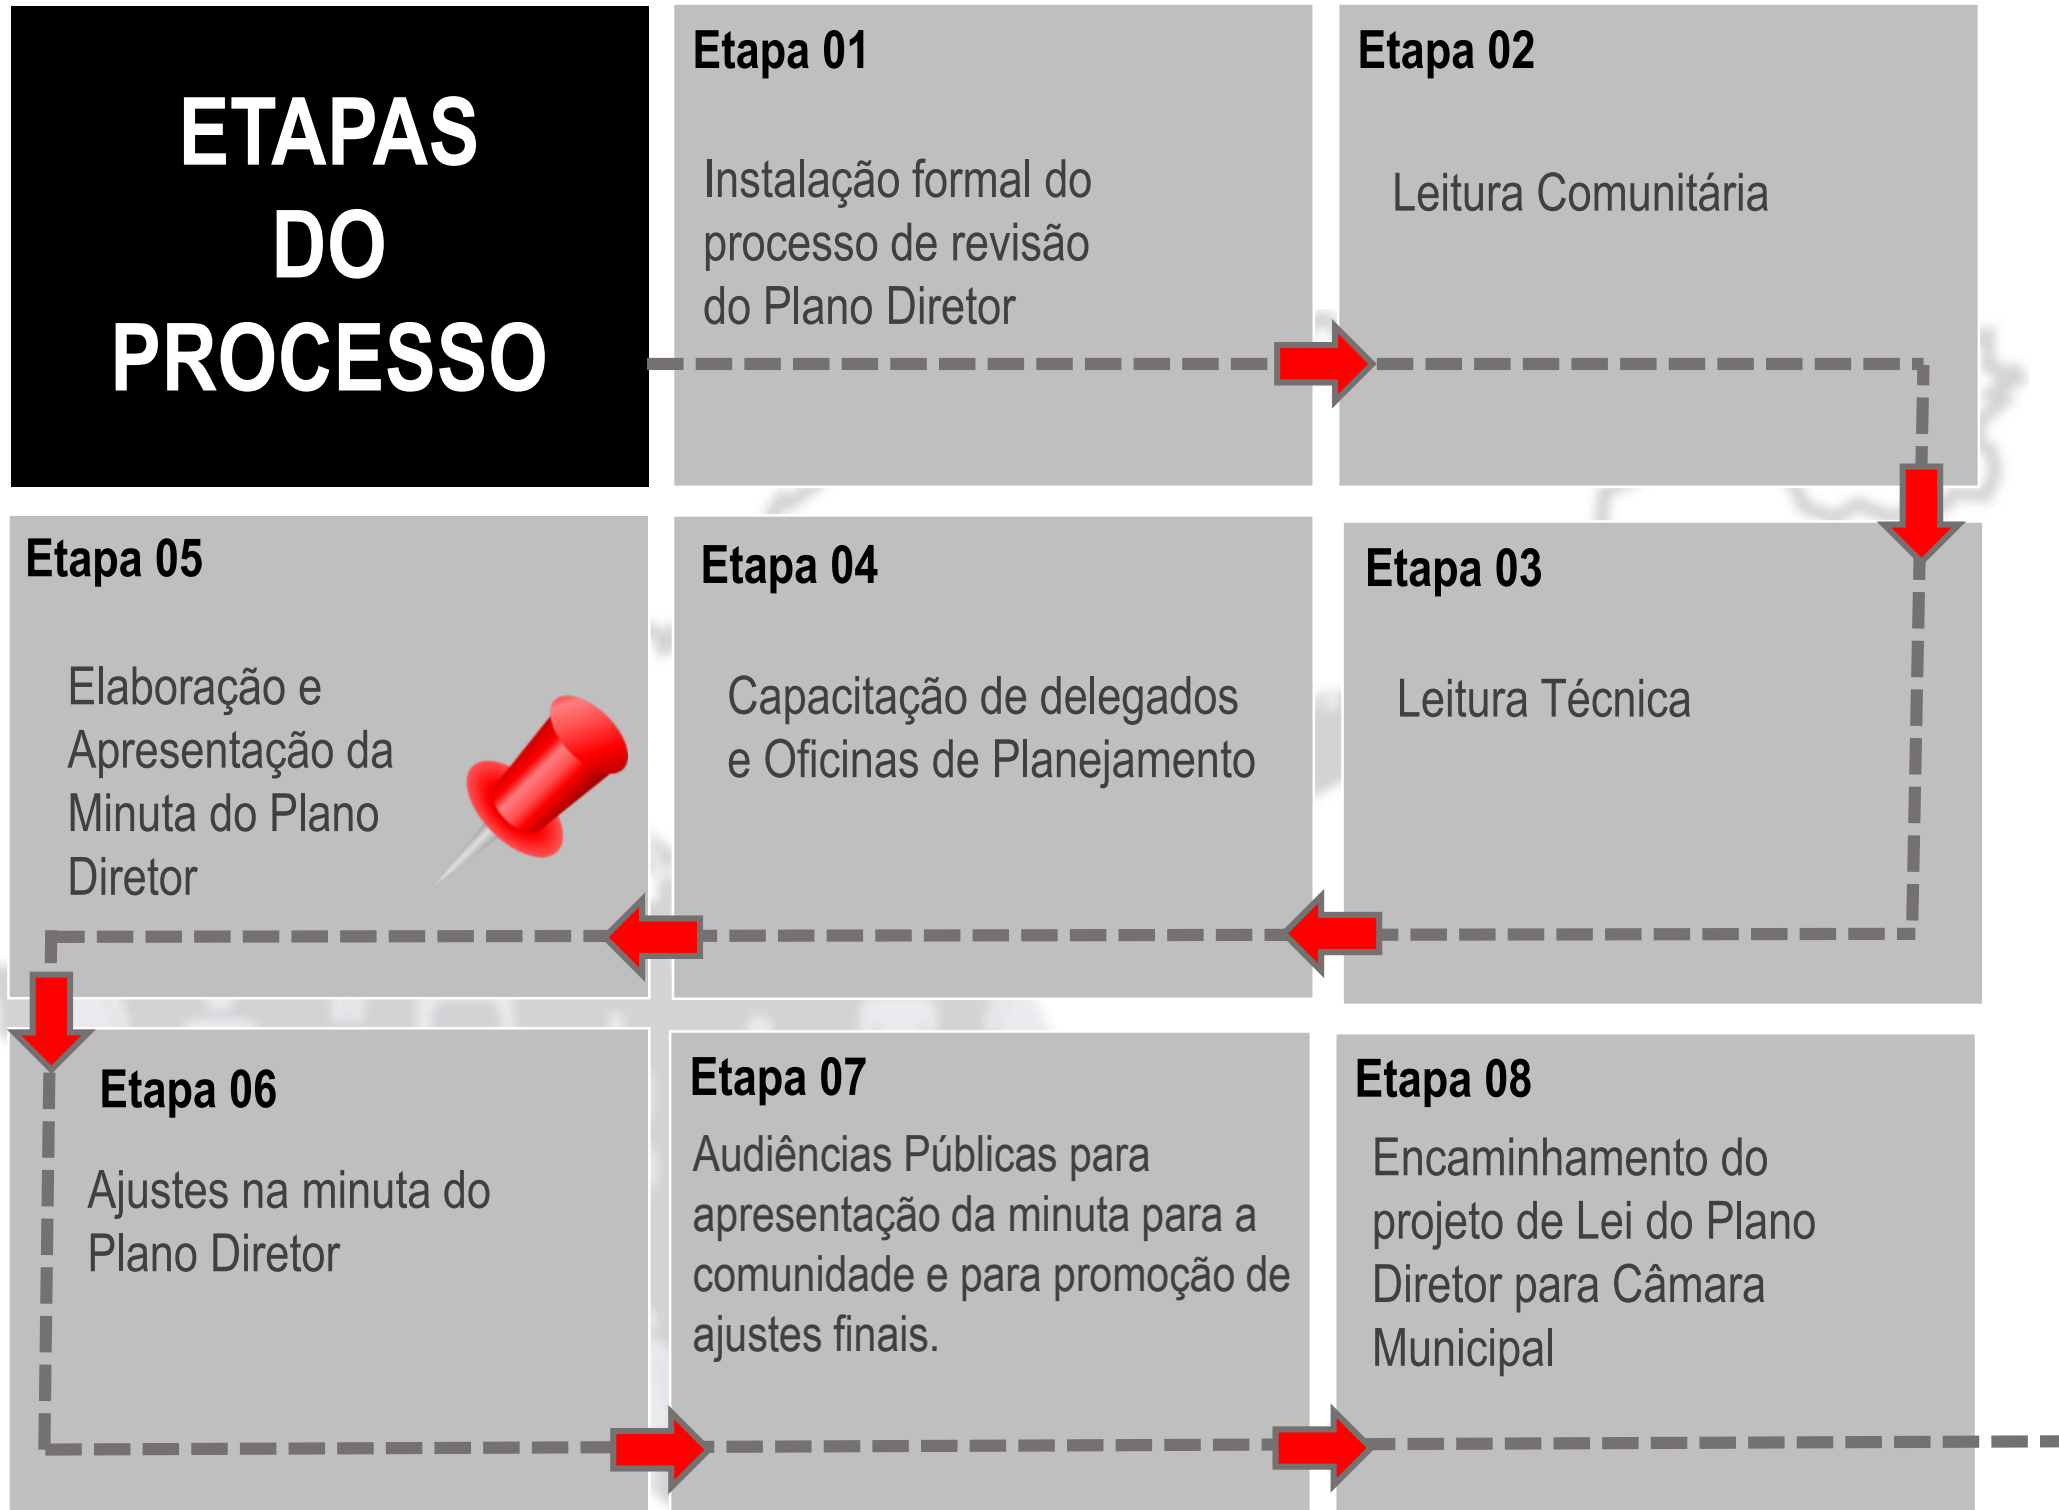 ETAPAS
DO
PROCESSO
Etapa 01
Instalação formal do
processo de revisão
do Plano Diretor
Etapa 02
Leitura Comunitária
Etapa 03
Leitura Técnica
Etapa 04
Capacitação de delegados
e Oficinas de Planejamento
Etapa 05
Elaboração e
Apresentação da
Minuta do Plano
Diretor
Etapa 06
Ajustes na minuta do
Plano Diretor
Etapa 07
Audiências Públicas para
apresentação da minuta para a
comunidade e para promoção de
ajustes finais.
Etapa 08
Encaminhamento do
projeto de Lei do Plano
Diretor para Câmara
Municipal